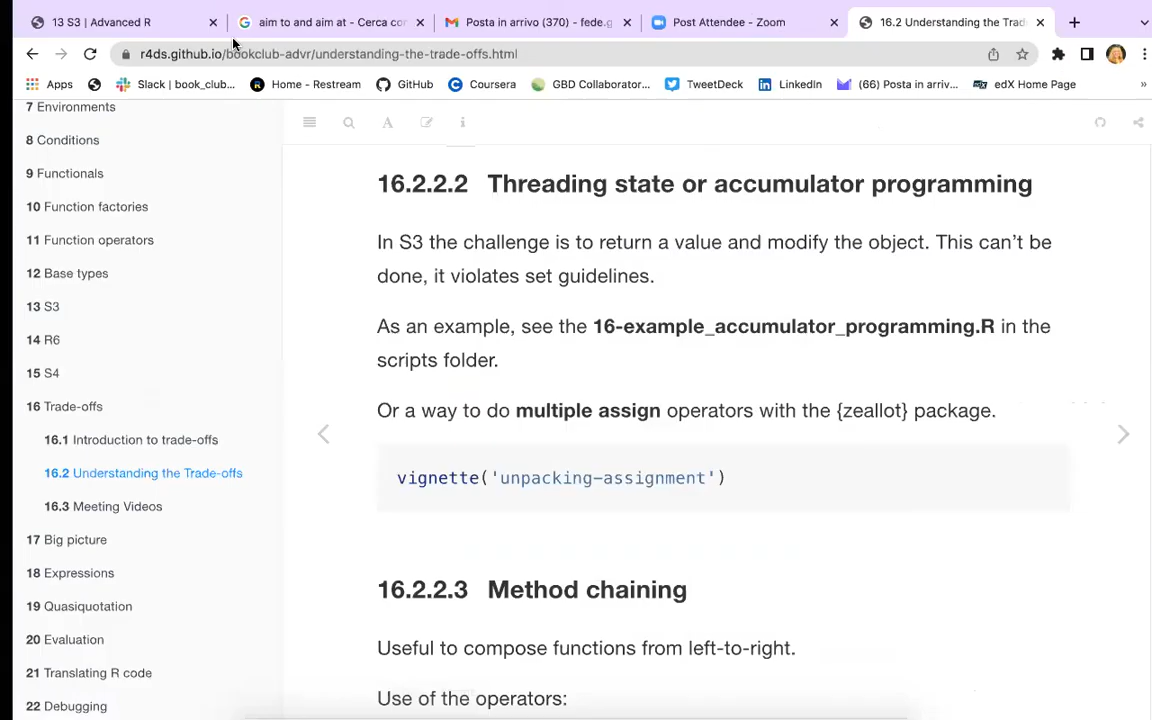 13 S3 | Advanced R
aim to and aim at - Cerca con
Posta in arrivo (370) - fede.g
Post Attendee - Zoom
16.2 Understanding the Trad
r4ds.github.io/bookclub-advr/understanding-the-trade-offs.html
Apps
Slack | book_club...
Home - Restream
GitHub
Coursera
GBD Collaborator...
TweetDeck
LinkedIn
(66) Posta in arriv...
edX Home Page
»
7 Environments
8 Conditions
9 Functionals
10 Function factories
11 Function operators
12 Base types
13 S3
14 R6
15 S4
16 Trade-offs
16.1 Introduction to trade-offs
16.2 Understanding the Trade-offs
16.3 Meeting Videos
17 Big picture
18 Expressions
19 Quasiquotation
20 Evaluation
21 Translating R code
22 Debugging
16.2.2.2 Threading state or accumulator programming
In S3 the challenge is to return a value and modify the object. This can’t be
done, it violates set guidelines.
As an example, see the 16-example_accumulator_programming.R in the
scripts folder.
Or a way to do multiple assign operators with the {zeallot} package.
vignette('unpacking-assignment')
16.2.2.3 Method chaining
Useful to compose functions from left-to-right.
Use of the operators: